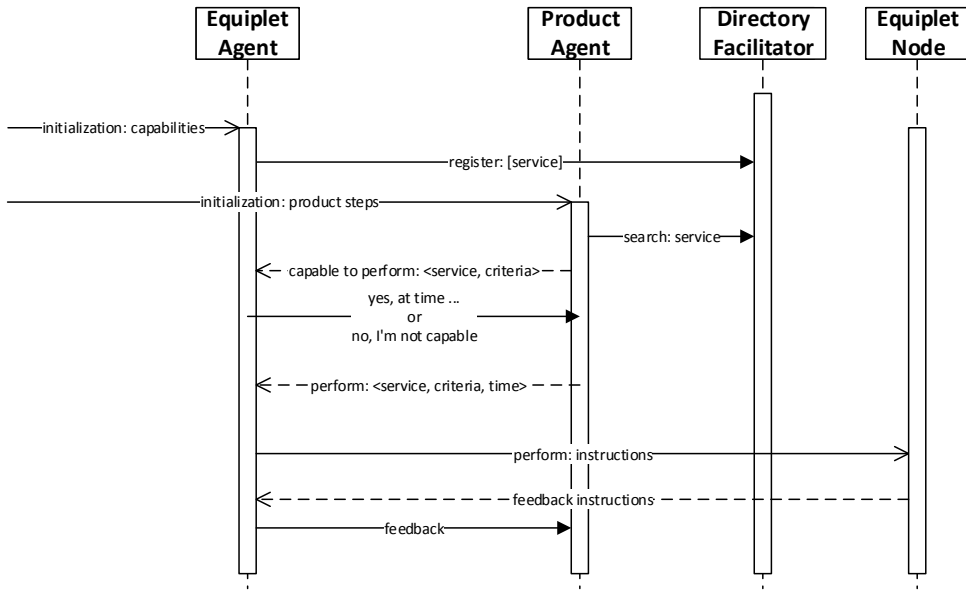 Equiplet
Agent
Product
Agent
Directory
Facilitator
Equiplet
Node
initialization: capabilities
register: [service]
initialization: product steps
search: service
capable to perform: <service, criteria>
yes, at time ...
or
no, I'm not capable
perform: <service, criteria, time>
perform: instructions
feedback instructions
feedback